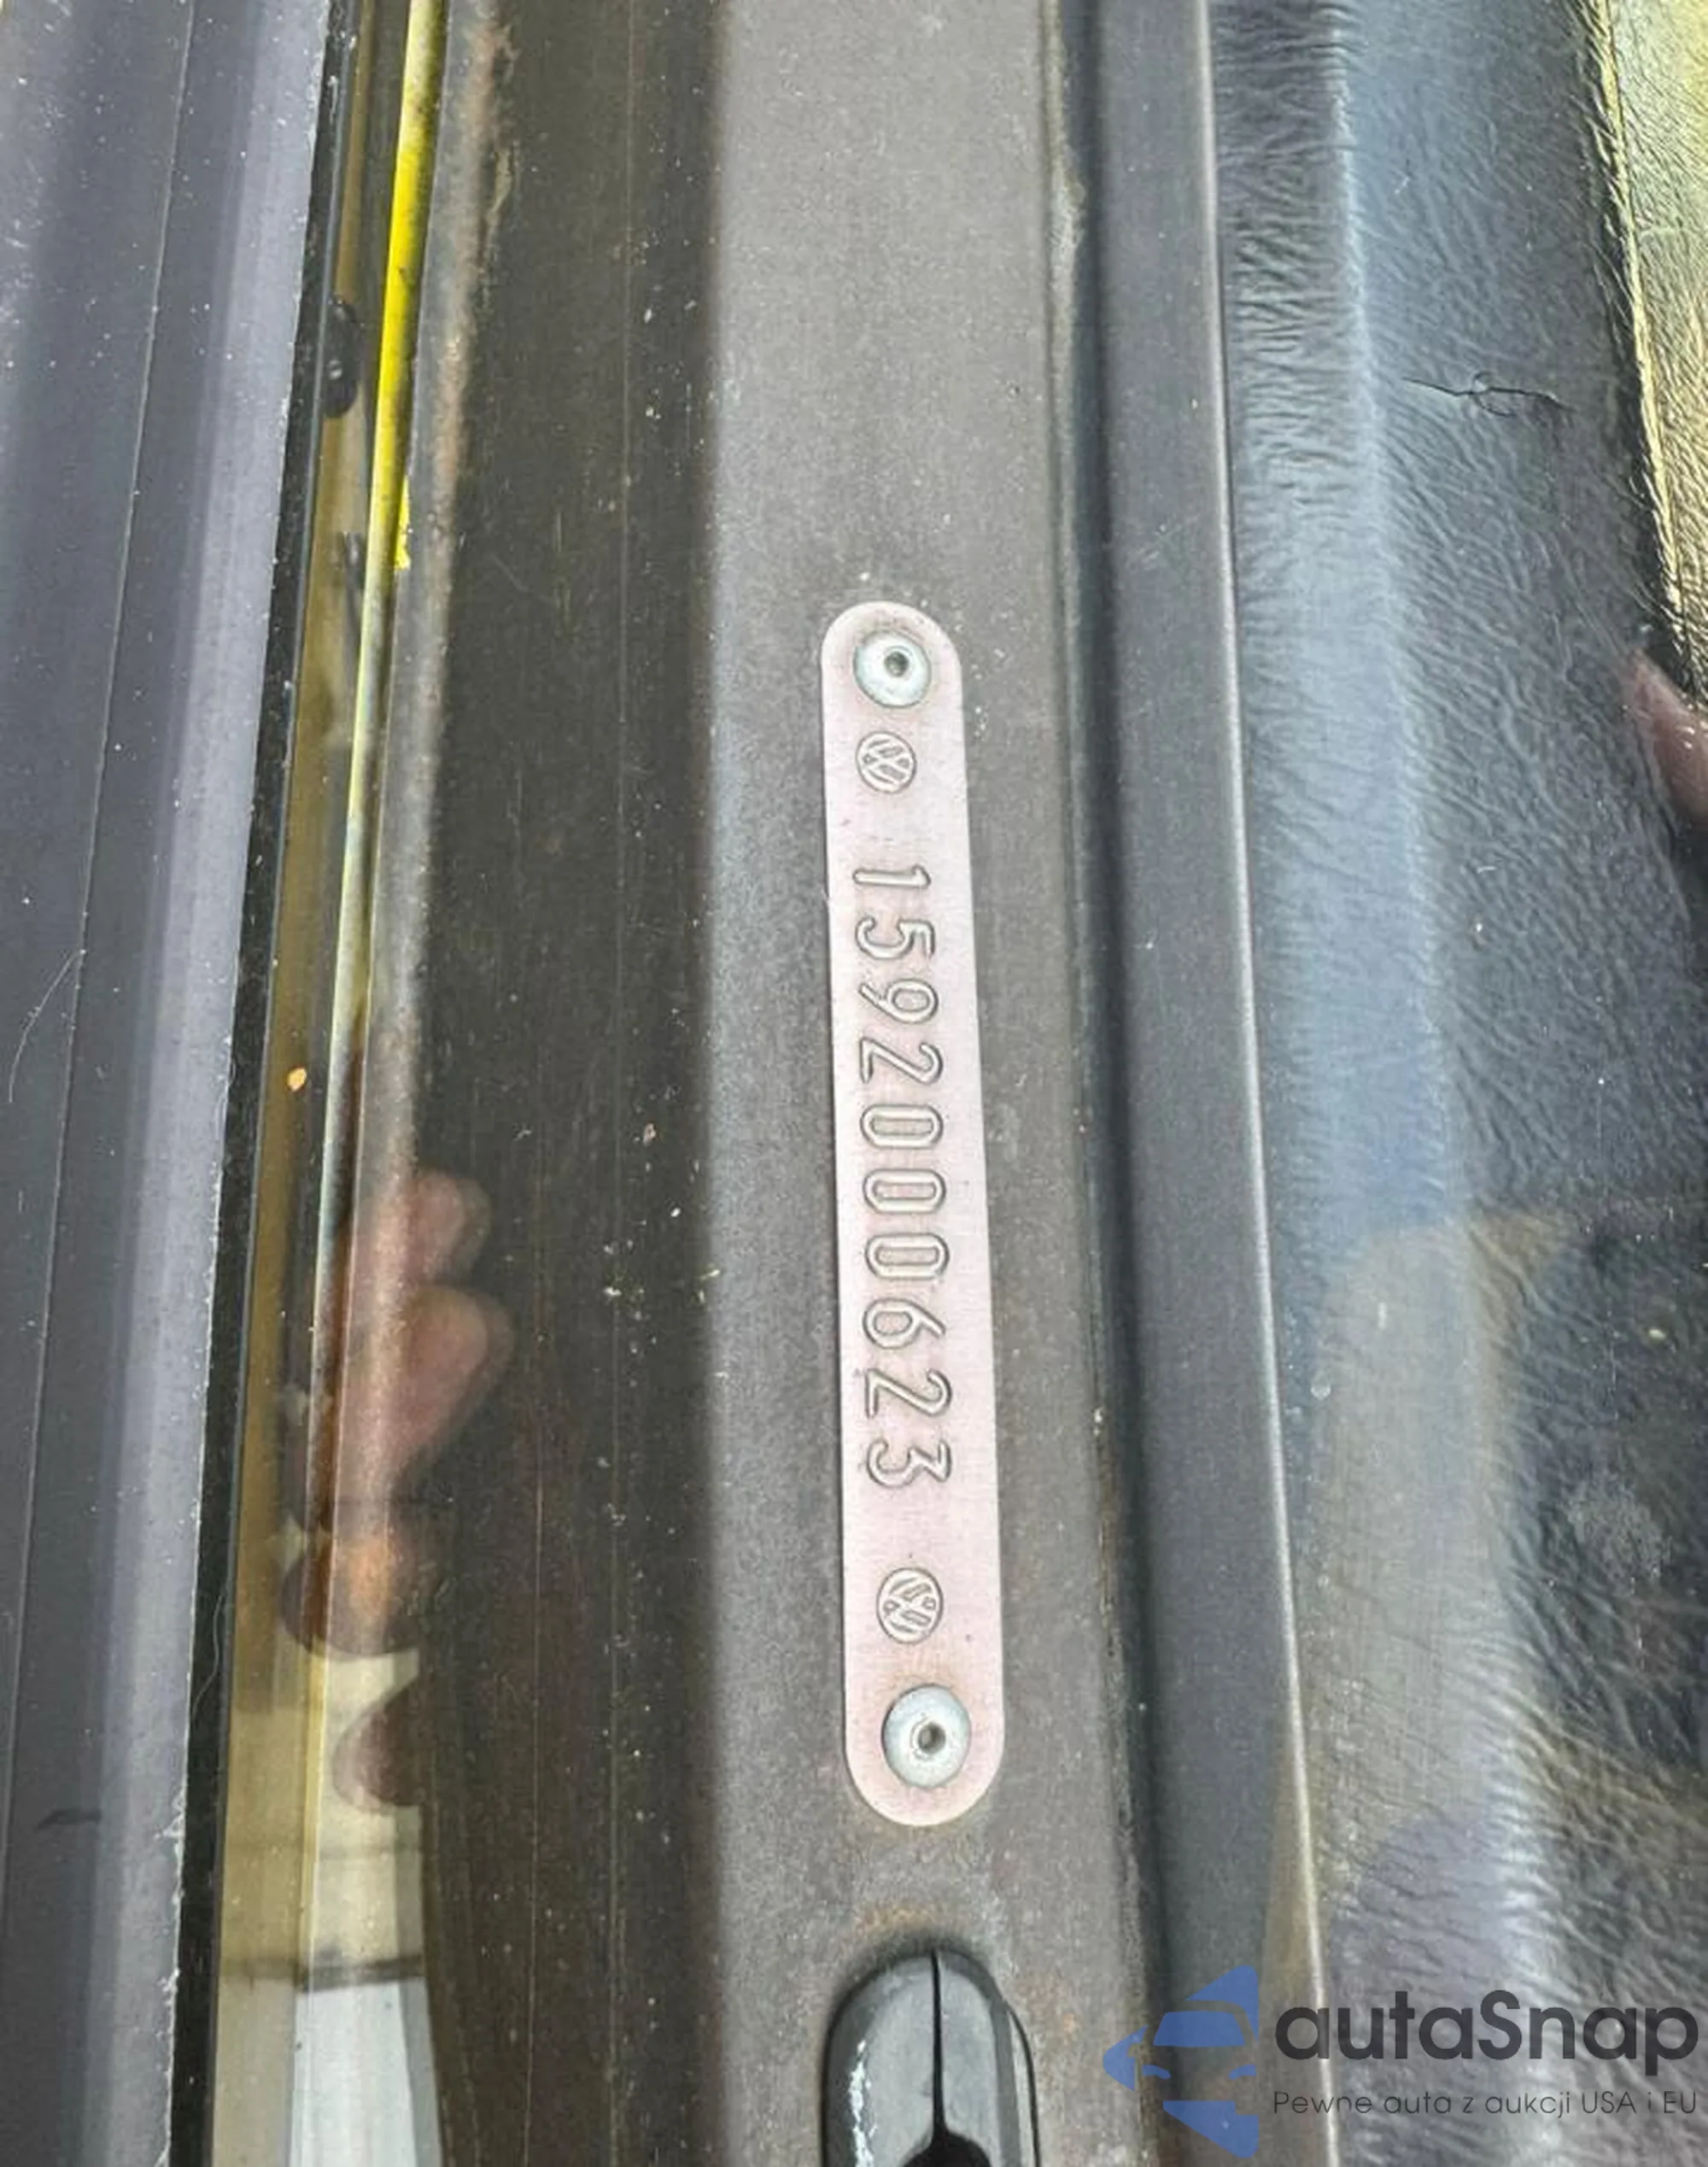 1592000623
autaSnap
Pewne auta z aukcji USA i EU